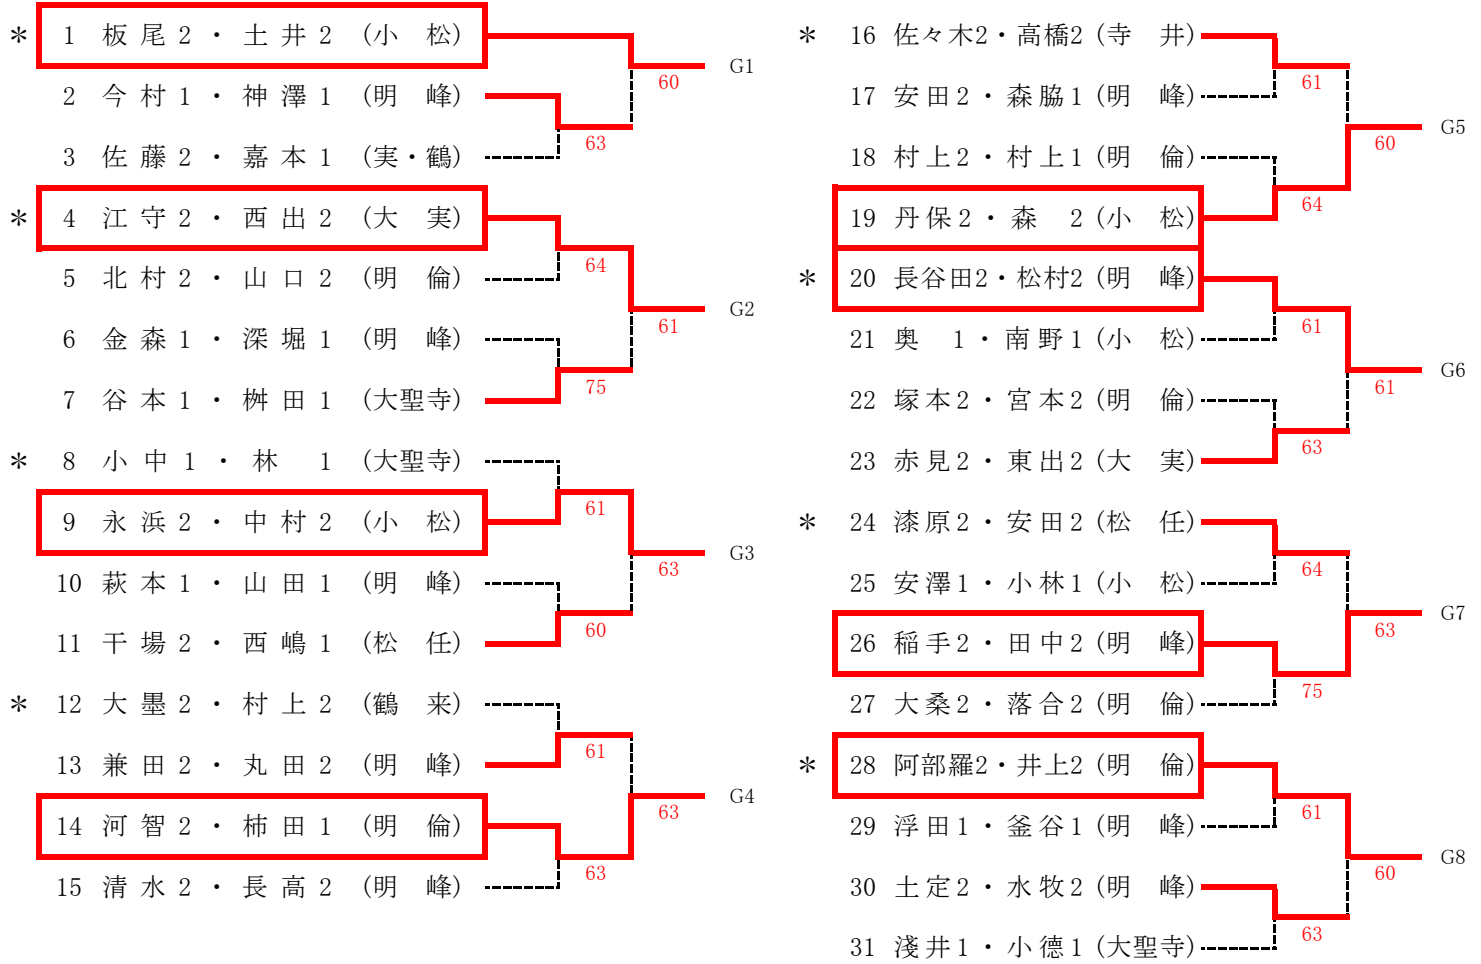 * 1 板尾2・土井2 (小 松)
60 G1
2 今村1・神澤1 (明 峰)
63
3 佐藤2・嘉本1 (実・鶴)
* 4 江守2・西出2 (大 実)
64
5 北村2・山口2 (明 倫)
61 G2
6 金森1・深堀1 (明 峰)
75
7 谷本1・桝田1 (大聖寺)
* 8 小中1・林 1 (大聖寺)
61
9 永浜2・中村2 (小 松)
63 G3
10 萩本1・山田1 (明 峰)
60
11 干場2・西嶋1 (松 任)
* 12 大墨2・村上2 (鶴 来)
61
13 兼田2・丸田2 (明 峰)
63 G4
14 河智2・柿田1 (明 倫)
63
15 清水2・長高2 (明 峰)
* 16 佐々木2・高橋2 (寺 井)
61
17 安田2・森脇1 (明 峰)
60 G5
18 村上2・村上1 (明 倫)
64
19 丹保2・森 2 (小 松)
* 20 長谷田2・松村2 (明 峰)
61
21 奥 1・南野1 (小 松)
61 G6
22 塚本2・宮本2 (明 倫)
63
23 赤見2・東出2 (大 実)
* 24 漆原2・安田2 (松 任)
64
25 安澤1・小林1 (小 松)
63 G7
26 稲手2・田中2 (明 峰)
75
27 大桑2・落合2 (明 倫)
* 28 阿部羅2・井上2 (明 倫)
61
29 浮田1・釜谷1 (明 峰)
60 G8
30 土定2・水牧2 (明 峰)
63
31 淺井1・小德1 (大聖寺)